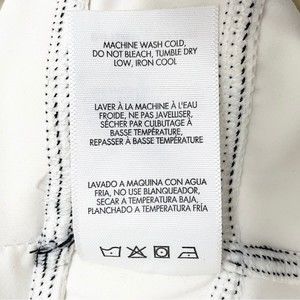 MACHINE WASH COLD,
DO NOT BLEACH, TUMBLE DRY
LOW, IRON COOL
LAVER À LA MACHINE À L'EAU
FROIDE, NE PAS JAVELLISER,
SÉCHER PAR CULBUTAGE À
BASSE TEMPÉRATURE,
REPASSER À BASSE TEMPÉRATURE
LAVADO A MAQUINA CON AGUA
FRIA, NO USE BLANQUEADOR,
SECAR A TEMPERATURA BAJA,
PLANCHADO A TEMPERATURA FRÍA